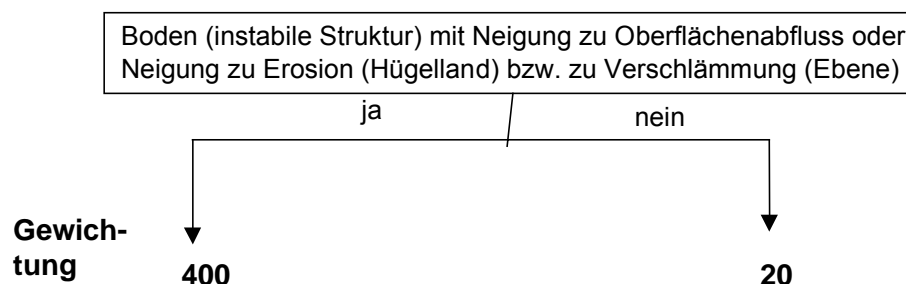 Boden (instabile Struktur) mit Neigung zu Oberflächenabfluss oder
Neigung zu Erosion (Hügelland) bzw. zu Verschlämmung (Ebene)
ja
nein
Gewich-
tung
400
20